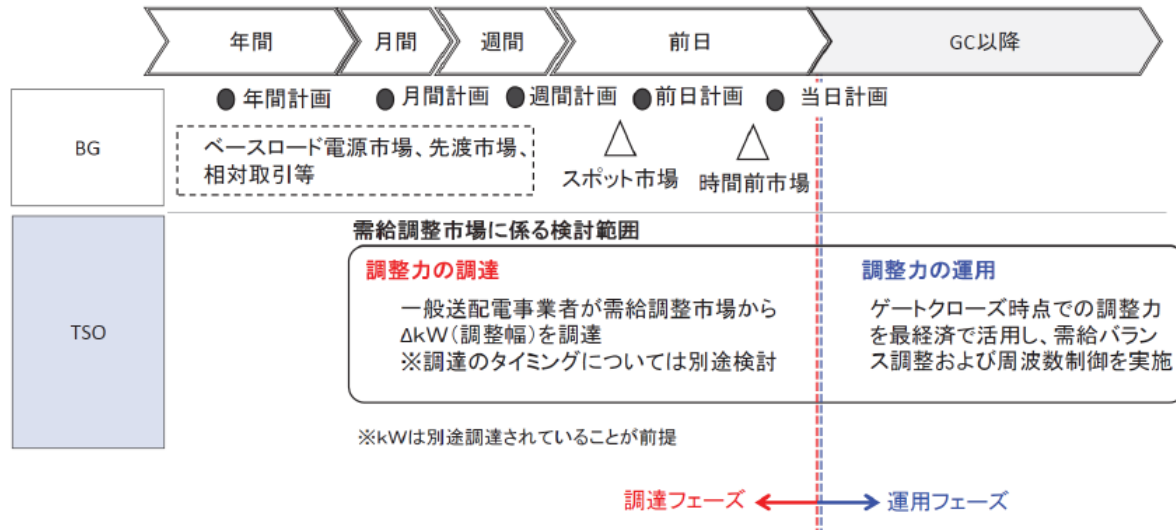 年間
月間
週間
前日
GC以降
BG
年間計画
月間計画
週間計画
前日計画
当日計画
ベースロード電源市場、先渡市場、
相対取引等
スポット市場
時間前市場
TSO
需給調整市場に係る検討範囲
調整力の調達
一般送配電事業者が需給調整市場から
ΔkW(調整幅)を調達
※調達のタイミングについては別途検討
調整力の運用
ゲートクローズ時点での調整力
を最経済で活用し、需給バラン
ス調整および周波数制御を実施
※kWは別途調達されていることが前提
調達フェーズ
運用フェーズ